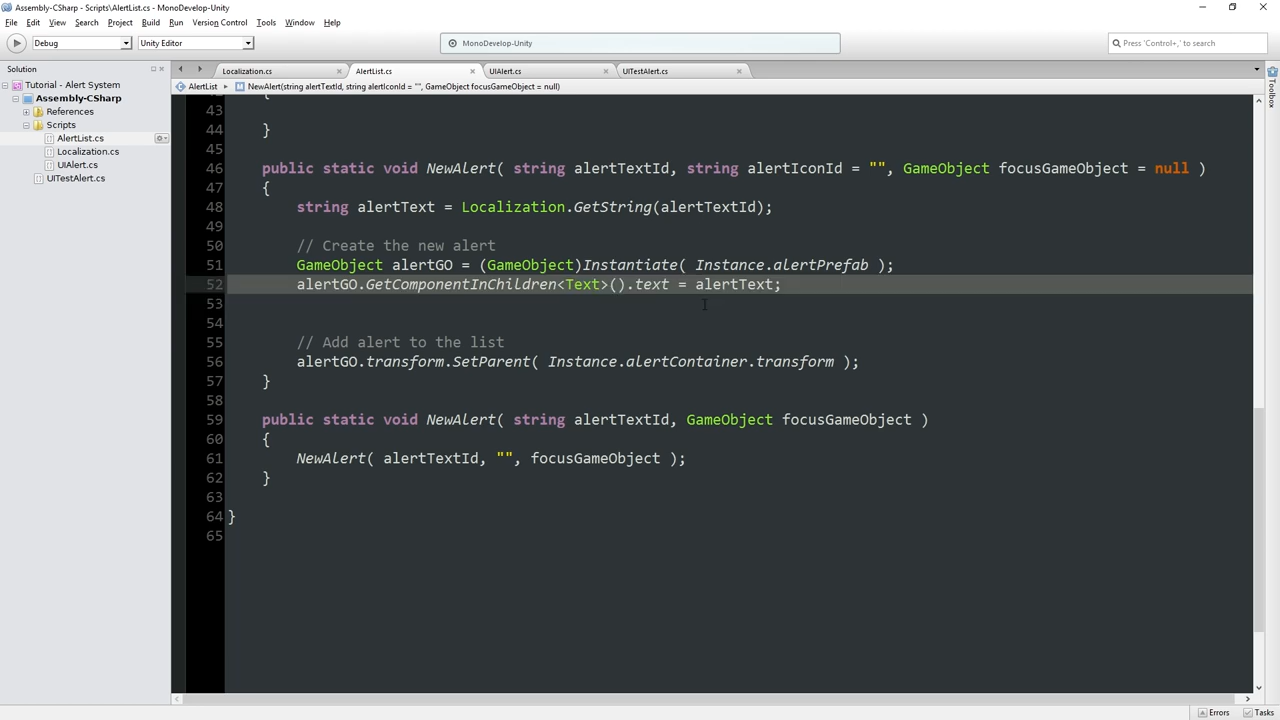 Assembly-CSharp - Scripts\AlertList.cs - MonoDevelop-Unity
File Edit View Search Project Build Run Version Control Tools Window Help
Debug Unity Editor MonoDevelop-Unity Press 'Control+,' to search
Solution
Tutorial - Alert System
Assembly-CSharp
References
Scripts
AlertList.cs
Localization.cs
UIAlert.cs
UITestAlert.cs
Localization.cs AlertList.cs UIAlert.cs UITestAlert.cs
AlertList NewAlert(string alertTextId, string alertIconId = "", GameObject focusGameObject = null)
{
43
44 }
45
46 public static void NewAlert( string alertTextId, string alertIconId = "", GameObject focusGameObject = null )
47 {
48 string alertText = Localization.GetString(alertTextId);
49
50 // Create the new alert
51 GameObject alertGO = (GameObject)Instantiate( Instance.alertPrefab );
52 alertGO.GetComponentInChildren<Text>().text = alertText;
53
54
55 // Add alert to the list
56 alertGO.transform.SetParent( Instance.alertContainer.transform );
57 }
58
59 public static void NewAlert( string alertTextId, GameObject focusGameObject )
60 {
61 NewAlert( alertTextId, "", focusGameObject );
62 }
63
64 }
65
Toolbox
Errors Tasks